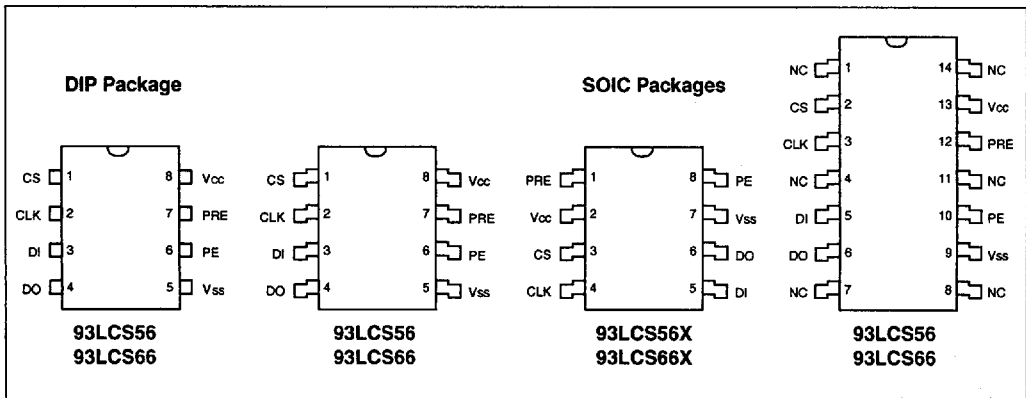 DIP Package
SOIC Packages
CS 1 8 Vcc
CLK 2 7 PRE
DI 3 6 PE
DO 4 5 Vss
93LCS56
93LCS66
CS 1 8 Vcc
CLK 2 7 PRE
DI 3 6 PE
DO 4 5 Vss
93LCS56
93LCS66
PRE 1 8 PE
Vcc 2 7 Vss
CS 3 6 DO
CLK 4 5 DI
93LCS56X
93LCS66X
NC 1 14 NC
CS 2 13 Vcc
CLK 3 12 PRE
NC 4 11 NC
DI 5 10 PE
DO 6 9 Vss
NC 7 8 NC
93LCS56
93LCS66